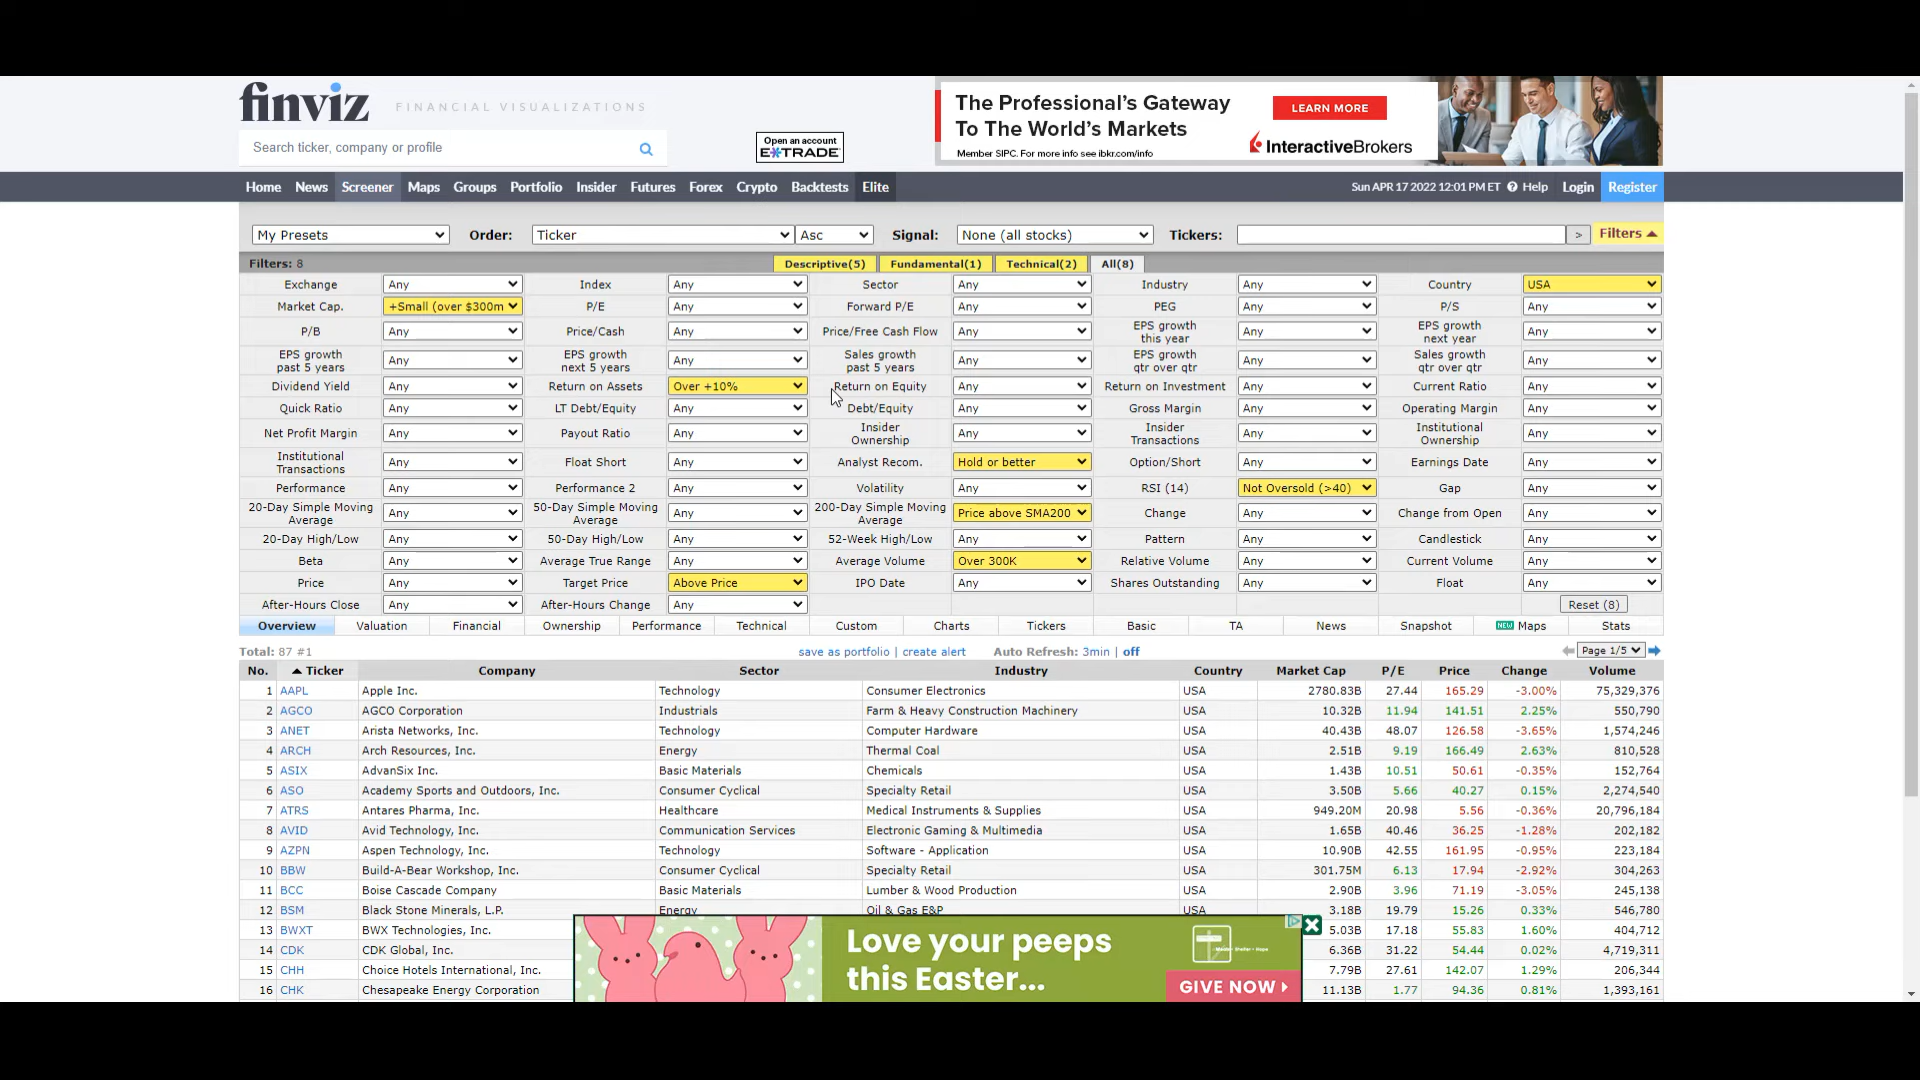 finviz FINANCIAL VISUALIZATIONS
The Professional's Gateway
To The World's Markets
LEARN MORE
Member SIPC. For more info see ibkr.com/info
InteractiveBrokers
Search ticker, company or profile
Open an account
E*TRADE
Home News Screener Maps Groups Portfolio Insider Futures Forex Crypto Backtests Elite Sun APR 17 2022 12:01 PM ET Help Login Register
My Presets Order: Ticker Asc Signal: None (all stocks) Tickers: > Filters
Filters: 8 Descriptive(5) Fundamental(1) Technical(2) All(8)
Exchange Any Index Any Sector Any Industry Any Country USA
Market Cap. +Small (over $300m P/E Any Forward P/E Any PEG Any P/S Any
P/B Any Price/Cash Any Price/Free Cash Flow Any EPS growth this year Any EPS growth next year Any
EPS growth past 5 years Any EPS growth next 5 years Any Sales growth past 5 years Any EPS growth qtr over qtr Any Sales growth qtr over qtr Any
Dividend Yield Any Return on Assets Over +10% Return on Equity Any Return on Investment Any Current Ratio Any
Quick Ratio Any LT Debt/Equity Any Debt/Equity Any Gross Margin Any Operating Margin Any
Net Profit Margin Any Payout Ratio Any Insider Ownership Any Insider Transactions Any Institutional Ownership Any
Institutional Transactions Any Float Short Any Analyst Recom. Hold or better Option/Short Any Earnings Date Any
Performance Any Performance 2 Any Volatility Any RSI (14) Not Oversold (>40) Gap Any
20-Day Simple Moving Average Any 50-Day Simple Moving Average Any 200-Day Simple Moving Average Price above SMA200 Change Any Change from Open Any
20-Day High/Low Any 50-Day High/Low Any 52-Week High/Low Any Pattern Any Candlestick Any
Beta Any Average True Range Any Average Volume Over 300K Relative Volume Any Current Volume Any
Price Any Target Price Above Price IPO Date Any Shares Outstanding Any Float Any
After-Hours Close Any After-Hours Change Any Reset (8)
Overview Valuation Financial Ownership Performance Technical Custom Charts Tickers Basic TA News Snapshot NEW Maps Stats
Total: 87 #1 save as portfolio | create alert Auto Refresh: 3min | off Page 1/5
No. Ticker Company Sector Industry Country Market Cap P/E Price Change Volume
1 AAPL Apple Inc. Technology Consumer Electronics USA 2780.83B 27.44 165.29 -3.00% 75,329,376
2 AGCO AGCO Corporation Industrials Farm & Heavy Construction Machinery USA 10.32B 11.94 141.51 2.25% 550,790
3 ANET Arista Networks, Inc. Technology Computer Hardware USA 40.43B 48.07 126.58 -3.65% 1,574,246
4 ARCH Arch Resources, Inc. Energy Thermal Coal USA 2.51B 9.19 166.49 2.63% 810,528
5 ASIX AdvanSix Inc. Basic Materials Chemicals USA 1.43B 10.51 50.61 -0.35% 152,764
6 ASO Academy Sports and Outdoors, Inc. Consumer Cyclical Specialty Retail USA 3.50B 5.66 40.27 0.15% 2,274,540
7 ATRS Antares Pharma, Inc. Healthcare Medical Instruments & Supplies USA 949.20M 20.98 5.56 -0.36% 20,796,184
8 AVID Avid Technology, Inc. Communication Services Electronic Gaming & Multimedia USA 1.65B 40.46 36.25 -1.28% 202,182
9 AZPN Aspen Technology, Inc. Technology Software - Application USA 10.90B 42.55 161.95 -0.95% 223,184
10 BBW Build-A-Bear Workshop, Inc. Consumer Cyclical Specialty Retail USA 301.75M 6.13 17.94 -2.92% 304,263
11 BCC Boise Cascade Company Basic Materials Lumber & Wood Production USA 2.90B 3.96 71.19 -3.05% 245,138
12 BSM Black Stone Minerals, L.P. Energy Oil & Gas E&P USA 3.18B 19.79 15.26 0.33% 546,780
13 BWXT BWX Technologies, Inc. 5.03B 17.18 55.83 1.60% 404,712
14 CDK CDK Global, Inc. 6.36B 31.22 54.44 0.02% 4,719,311
15 CHH Choice Hotels International, Inc. 7.79B 27.61 142.07 1.29% 206,344
16 CHK Chesapeake Energy Corporation 11.13B 1.77 94.36 0.81% 1,393,161
Love your peeps
this Easter...
GIVE NOW